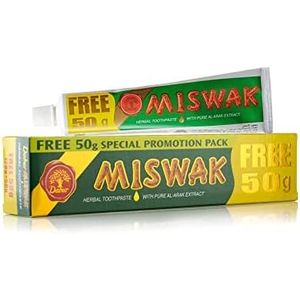 FREE
50g
MISWAK
HERBAL TOOTHPASTE WITH PURE AL ARAK EXTRACT
FREE 50g SPECIAL PROMOTION PACK
Dabur
MISWAK
HERBAL TOOTHPASTE WITH PURE AL ARAK EXTRACT
FREE
50g